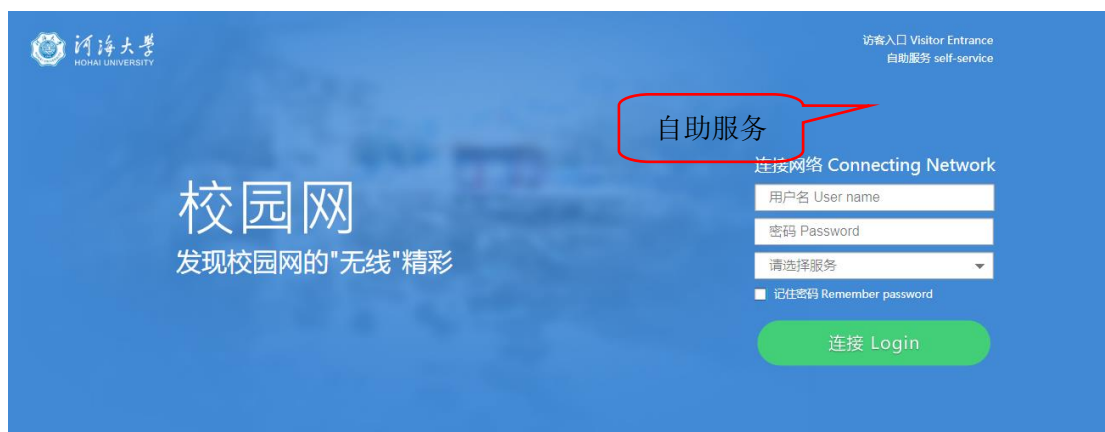 河海大学
HOHAI UNIVERSITY
访客入口 Visitor Entrance
自助服务 self-service
自助服务
连接网络 Connecting Network
校园网
发现校园网的"无线"精彩
用户名 User name
密码 Password
请选择服务
记住密码 Remember password
连接 Login